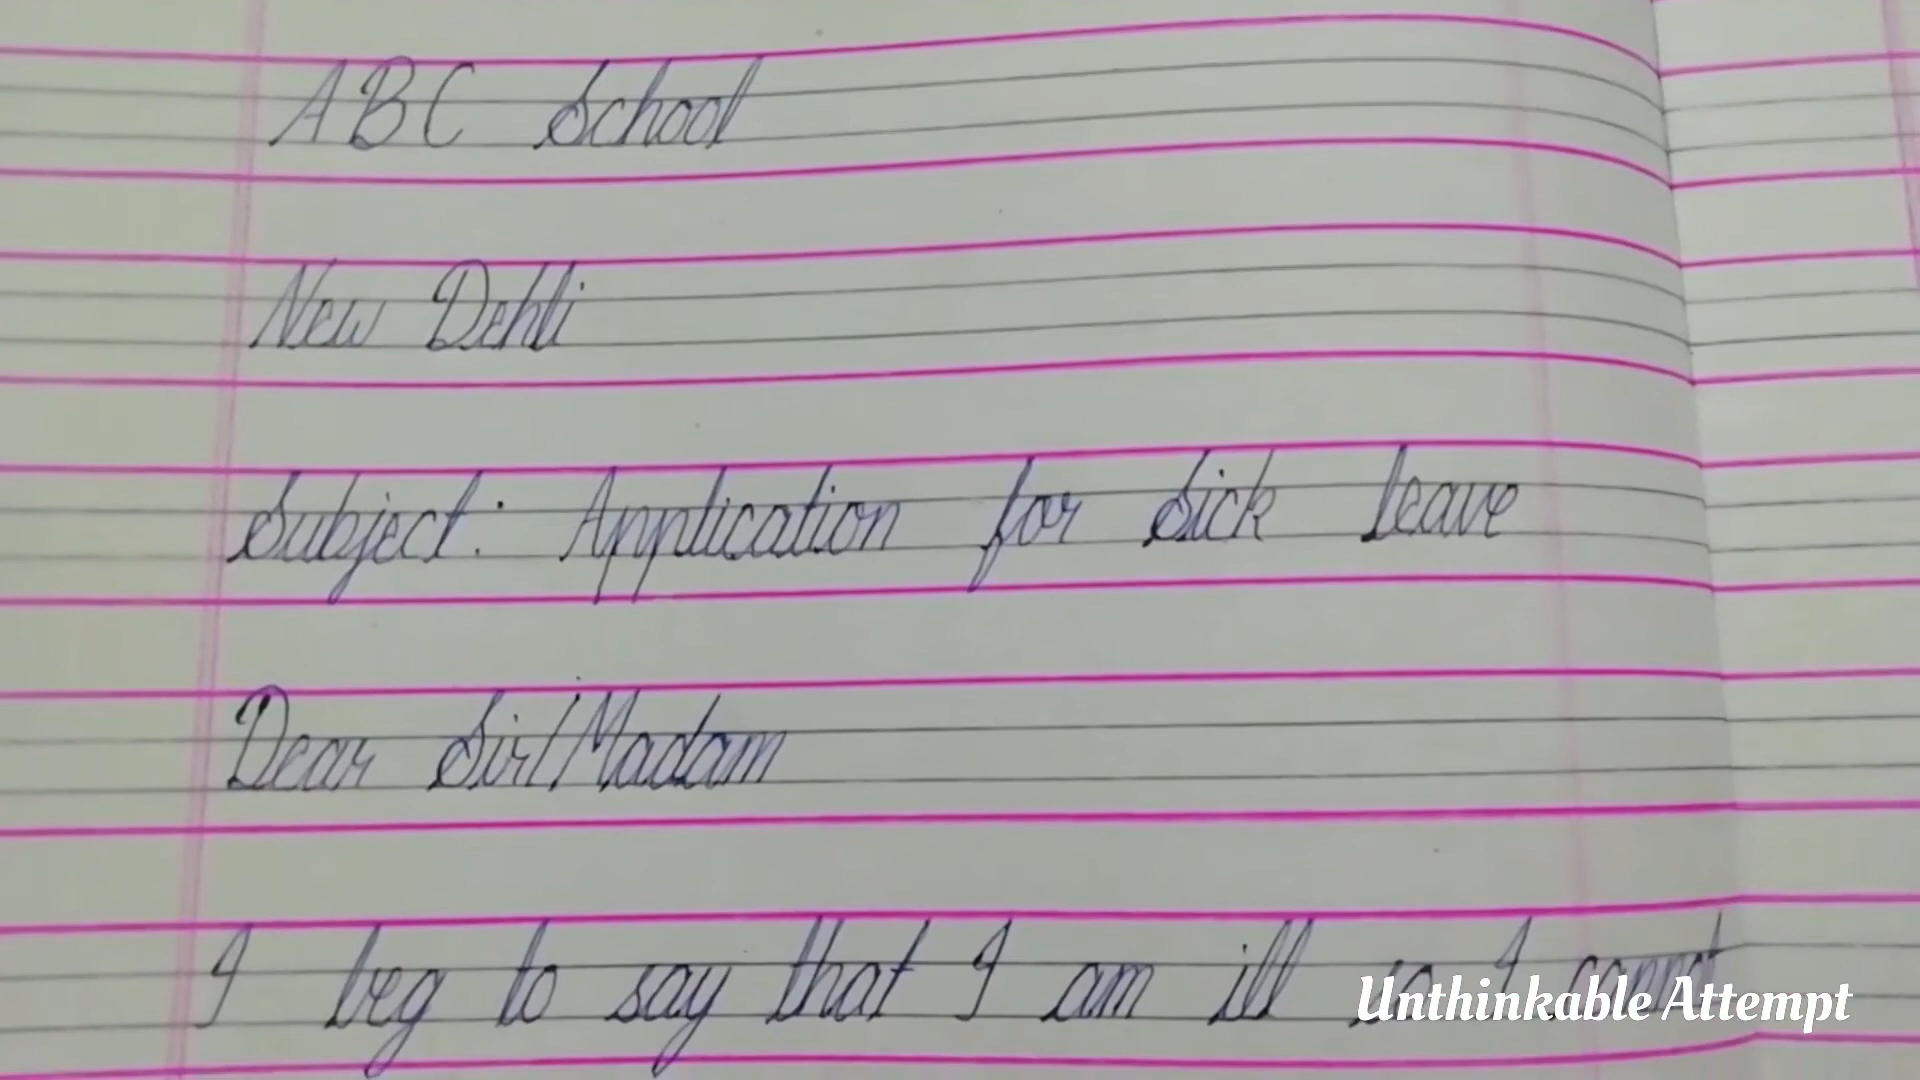 ABC School
New Dehli
Subject: Application for Sick leave
Dear Sir/Madam
I beg to say that I am ill so I cannot
Unthinkable Attempt